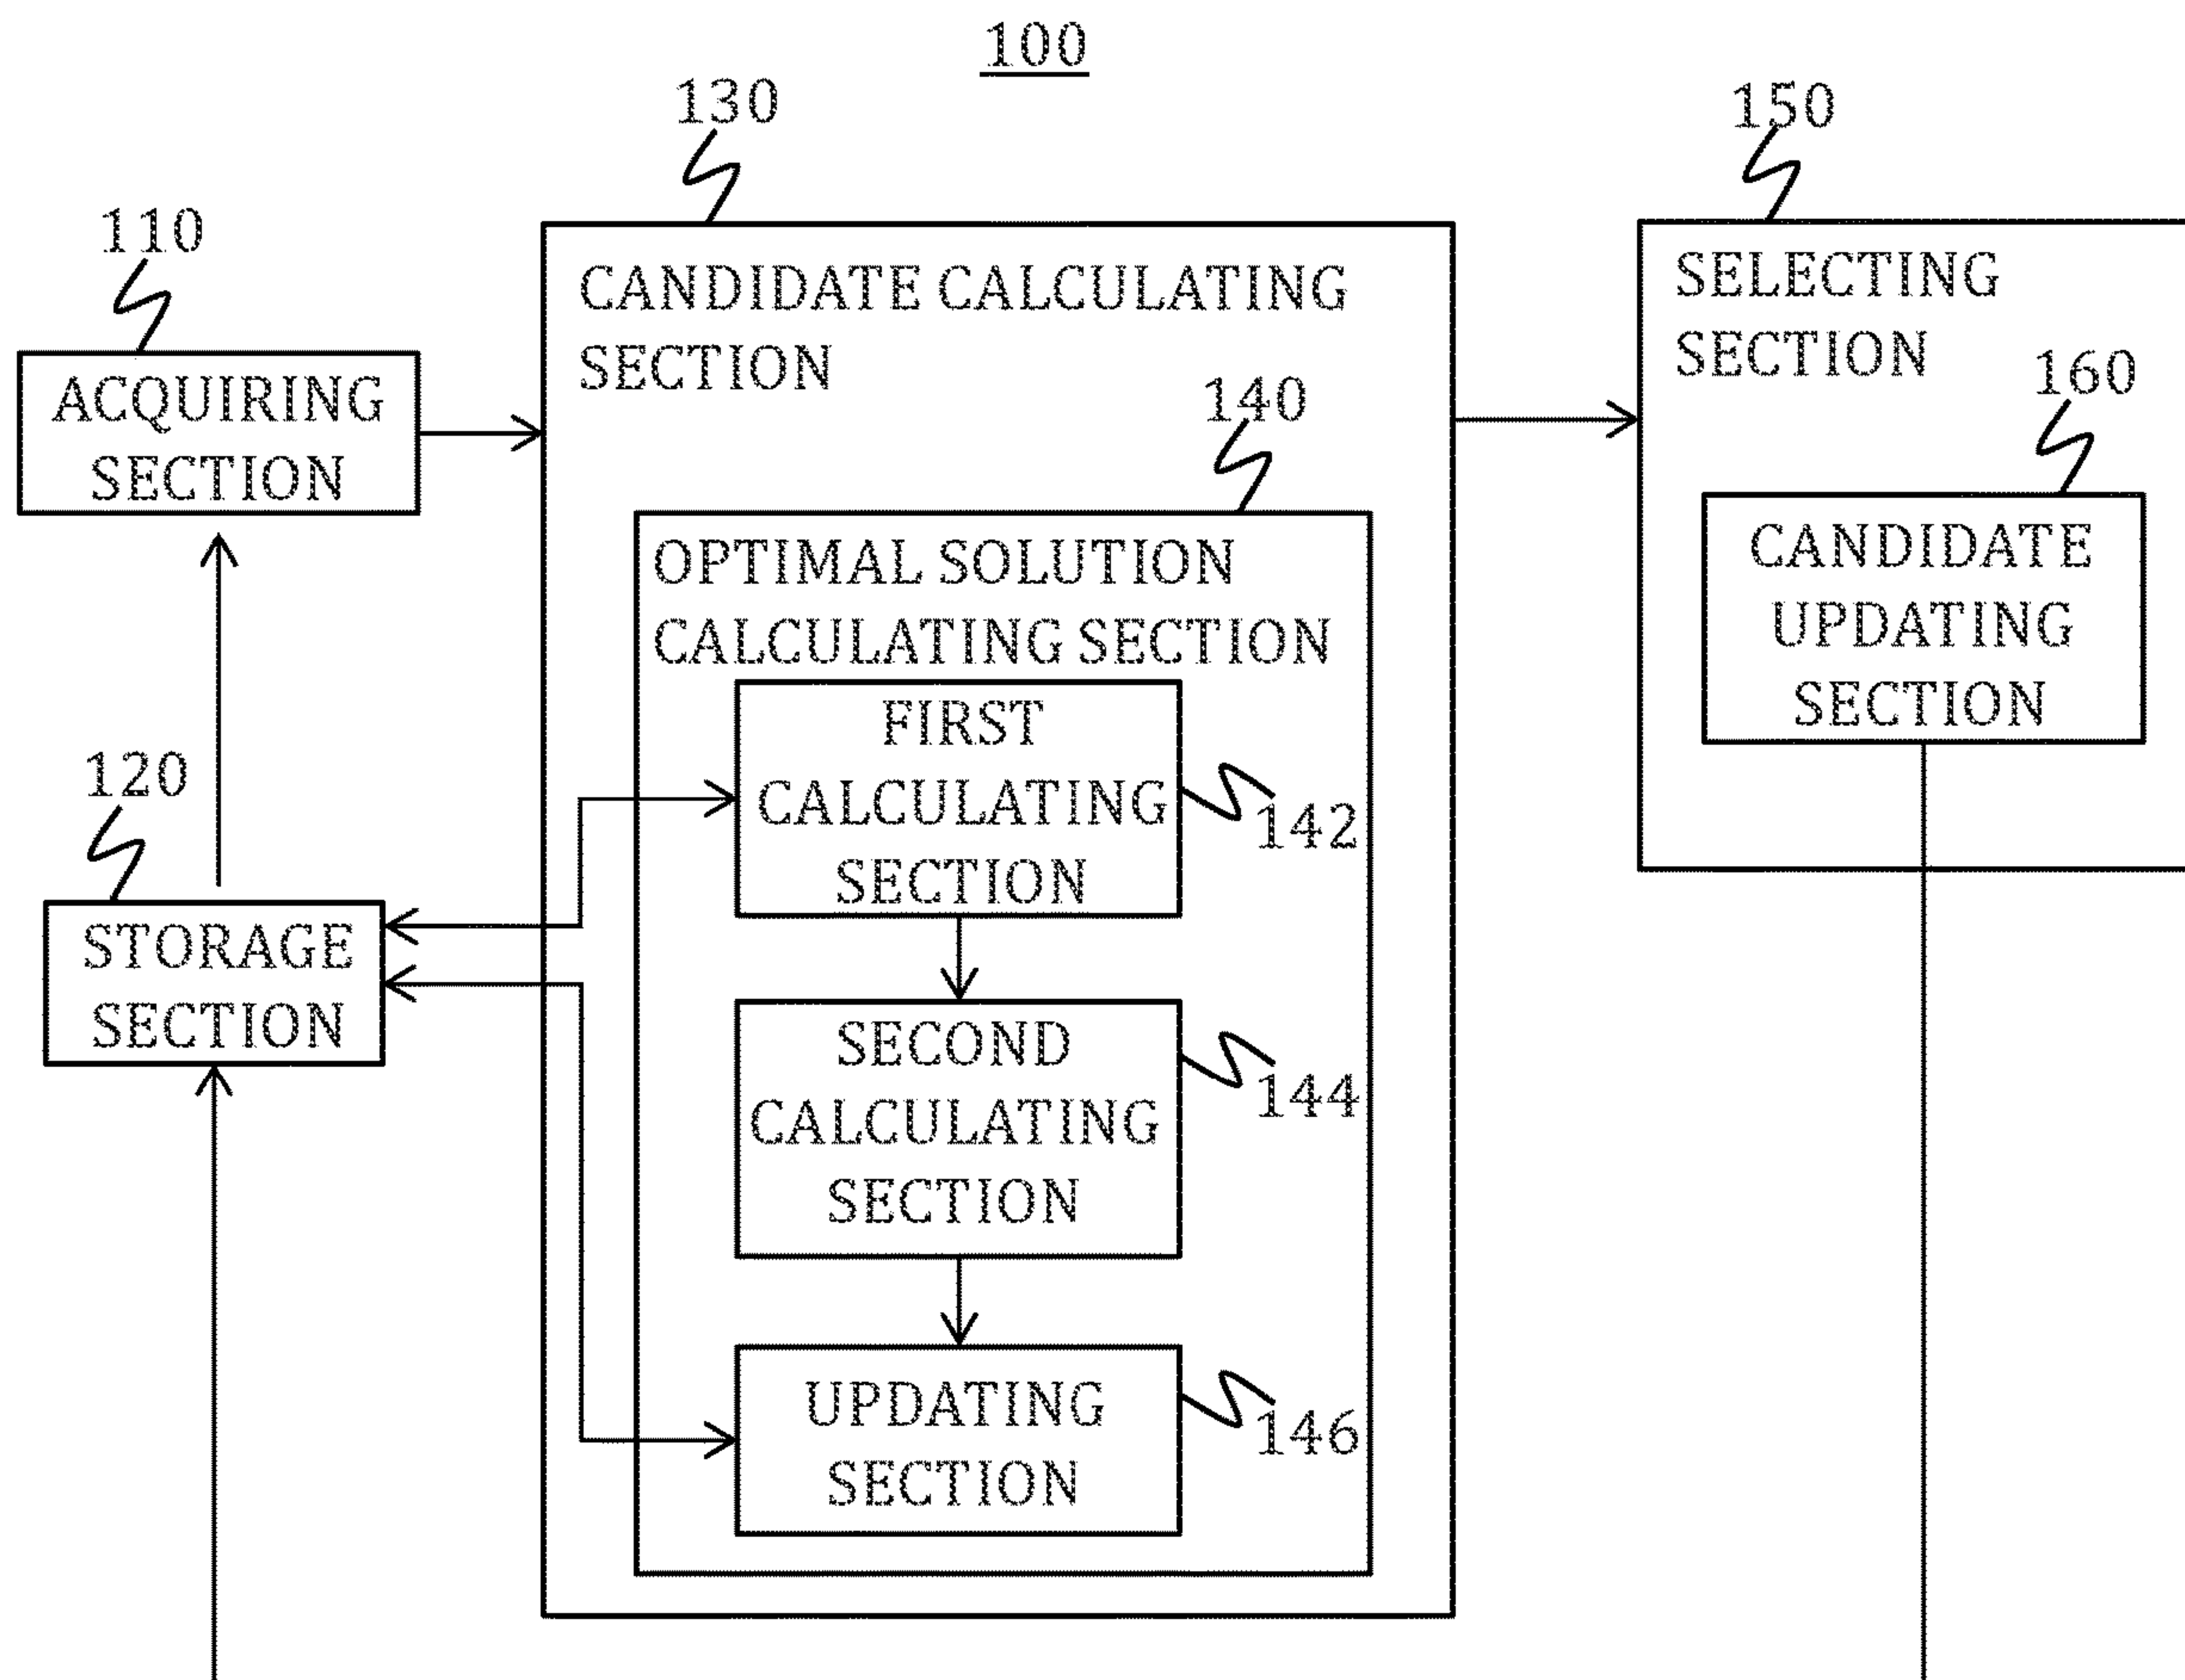 100
130
150
110
CANDIDATE CALCULATING
SECTION
SELECTING
SECTION
ACQUIRING
SECTION
140
160
OPTIMAL SOLUTION
CALCULATING SECTION
CANDIDATE
UPDATING
SECTION
FIRST
CALCULATING
SECTION
142
120
STORAGE
SECTION
SECOND
CALCULATING
SECTION
144
UPDATING
SECTION
146